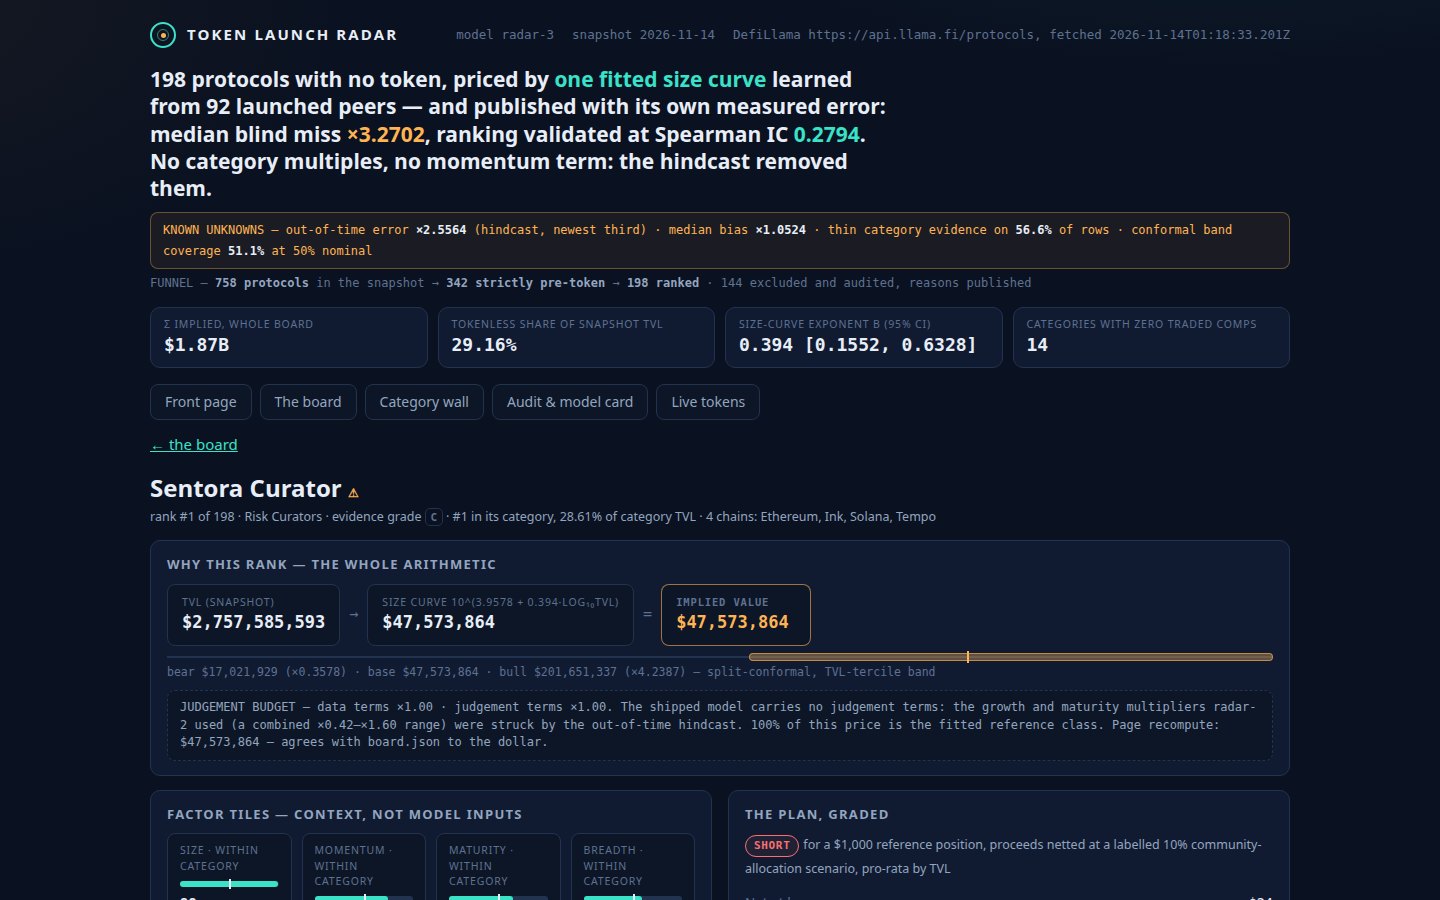 TOKEN LAUNCH RADAR
model radar-3 snapshot 2026-11-14 DefiLlama https://api.llama.fi/protocols, fetched 2026-11-14T01:18:33.201Z
198 protocols with no token, priced by one fitted size curve learned
from 92 launched peers — and published with its own measured error:
median blind miss ×3.2702, ranking validated at Spearman IC 0.2794.
No category multiples, no momentum term: the hindcast removed
them.
KNOWN UNKNOWNS — out-of-time error ×2.5564 (hindcast, newest third) · median bias ×1.0524 · thin category evidence on 56.6% of rows · conformal band
coverage 51.1% at 50% nominal
FUNNEL — 758 protocols in the snapshot → 342 strictly pre-token → 198 ranked · 144 excluded and audited, reasons published
Σ IMPLIED, WHOLE BOARD
$1.87B
TOKENLESS SHARE OF SNAPSHOT TVL
29.16%
SIZE-CURVE EXPONENT B (95% CI)
0.394 [0.1552, 0.6328]
CATEGORIES WITH ZERO TRADED COMPS
14
Front page
The board
Category wall
Audit & model card
Live tokens
← the board
Sentora Curator ⚠
rank #1 of 198 · Risk Curators · evidence grade C · #1 in its category, 28.61% of category TVL · 4 chains: Ethereum, Ink, Solana, Tempo
WHY THIS RANK — THE WHOLE ARITHMETIC
TVL (SNAPSHOT)
$2,757,585,593
→
SIZE CURVE 10^(3.9578 + 0.394·LOG₁₀TVL)
$47,573,864
=
IMPLIED VALUE
$47,573,864
bear $17,021,929 (×0.3578) · base $47,573,864 · bull $201,651,337 (×4.2387) — split-conformal, TVL-tercile band
JUDGEMENT BUDGET — data terms ×1.00 · judgement terms ×1.00. The shipped model carries no judgement terms: the growth and maturity multipliers radar-
2 used (a combined ×0.42–×1.60 range) were struck by the out-of-time hindcast. 100% of this price is the fitted reference class. Page recompute:
$47,573,864 — agrees with board.json to the dollar.
FACTOR TILES — CONTEXT, NOT MODEL INPUTS
SIZE · WITHIN
CATEGORY
MOMENTUM ·
WITHIN
CATEGORY
MATURITY ·
WITHIN
CATEGORY
BREADTH ·
WITHIN
CATEGORY
THE PLAN, GRADED
SHORT for a $1,000 reference position, proceeds netted at a labelled 10% community-
allocation scenario, pro-rata by TVL